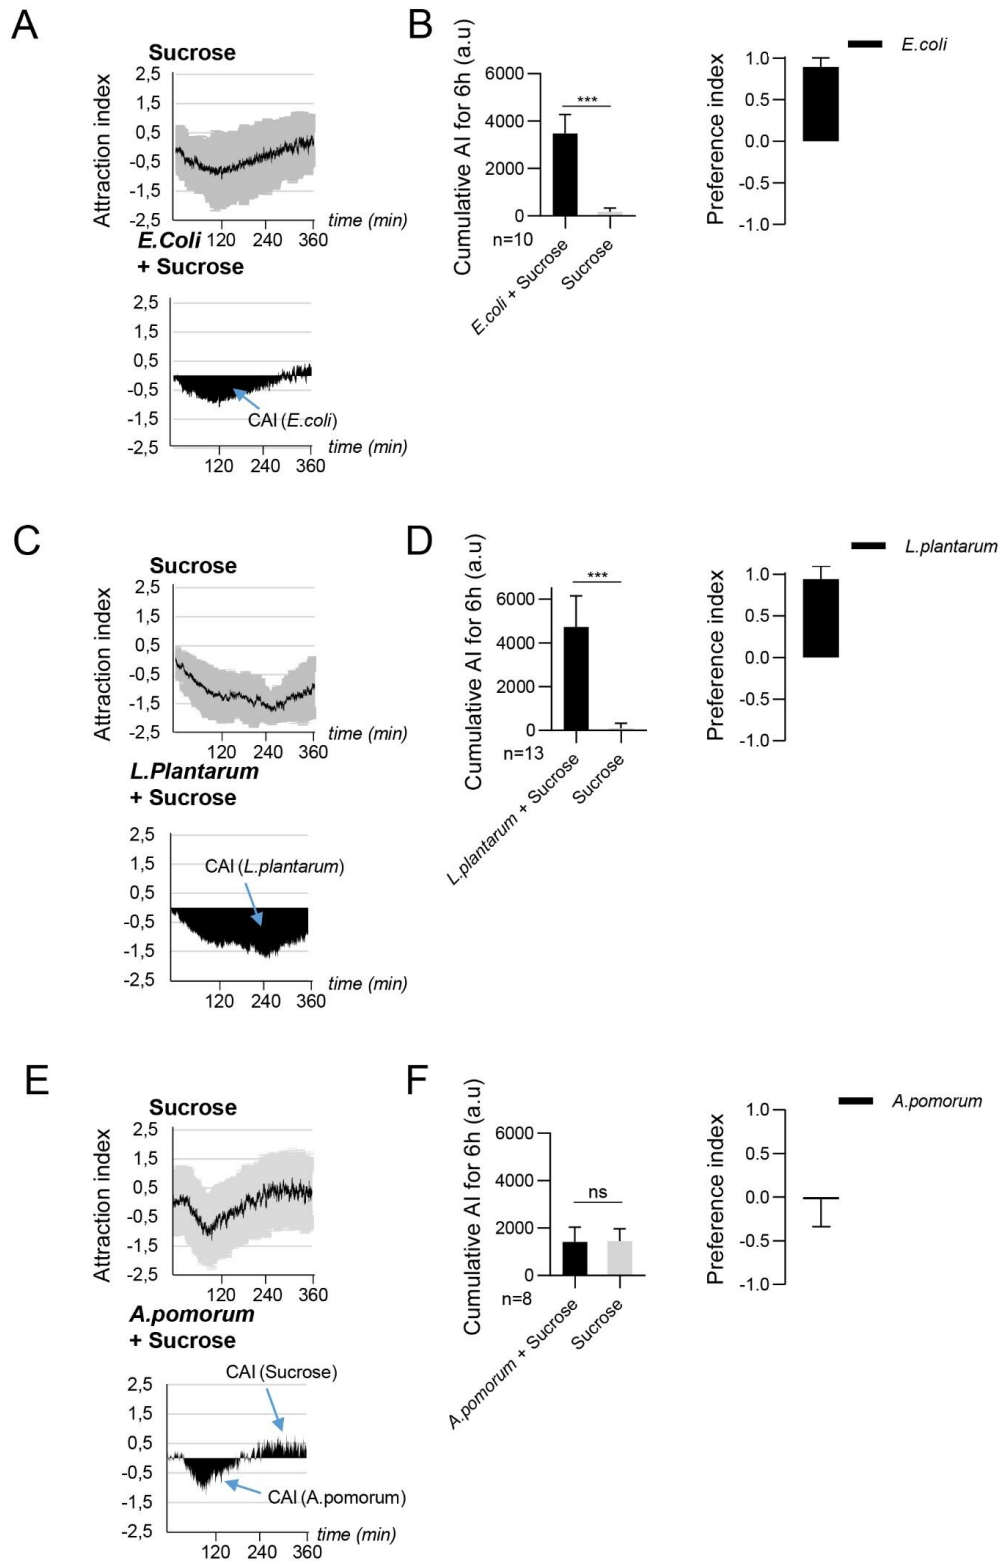 A
Sucrose
Attraction index
2,5
1,5
0,5
-0,5
-1,5
-2,5
time (min)
120 240 360
E.Coli
+ Sucrose
2,5
1,5
0,5
-0,5
-1,5
-2,5
CAI (E.coli)
time (min)
120 240 360
B
Cumulative AI for 6h (a.u)
6000
4000
2000
0
***
n=10
E.coli + Sucrose
Sucrose
E.coli
Preference index
1.0
0.5
0.0
-0.5
-1.0
C
Sucrose
Attraction index
2,5
1,5
0,5
-0,5
-1,5
-2,5
time (min)
120 240 360
L.Plantarum
+ Sucrose
2,5
1,5
0,5
-0,5
-1,5
-2,5
CAI (L.plantarum)
time (min)
120 240 360
D
Cumulative AI for 6h (a.u)
6000
4000
2000
0
***
n=13
L.plantarum + Sucrose
Sucrose
L.plantarum
Preference index
1.0
0.5
0.0
-0.5
-1.0
E
Sucrose
Attraction index
2,5
1,5
0,5
-0,5
-1,5
-2,5
time (min)
120 240 360
A.pomorum
+ Sucrose
CAI (Sucrose)
2,5
1,5
0,5
-0,5
-1,5
-2,5
CAI (A.pomorum)
time (min)
120 240 360
F
Cumulative AI for 6h (a.u)
6000
4000
2000
0
ns
n=8
A.pomorum + Sucrose
Sucrose
A.pomorum
Preference index
1.0
0.5
0.0
-0.5
-1.0